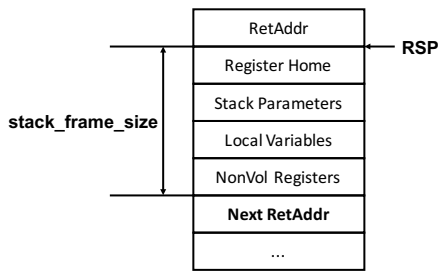 RetAddr
RSP
Register Home
Stack Parameters
stack_frame_size
Local Variables
NonVol Registers
Next RetAddr
...